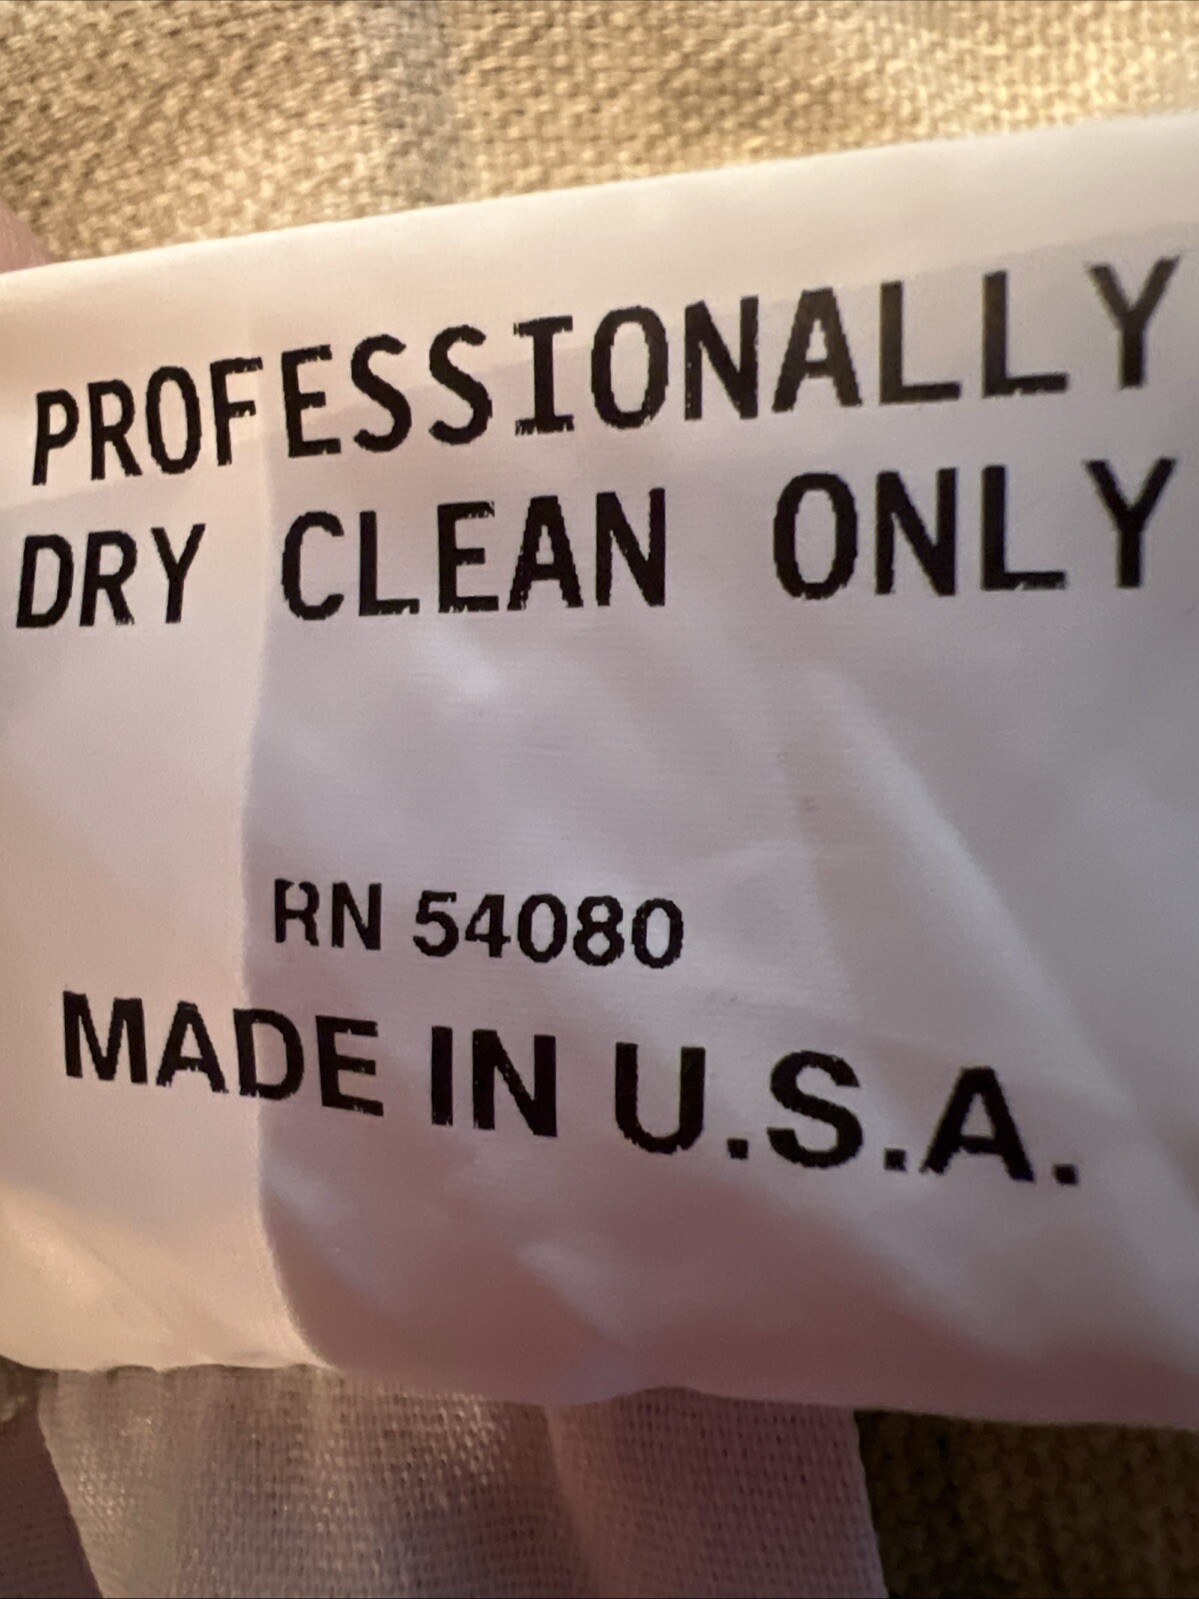 PROFESSIONALLY
DRY CLEAN ONLY
RN 54080
MADE IN U.S.A.